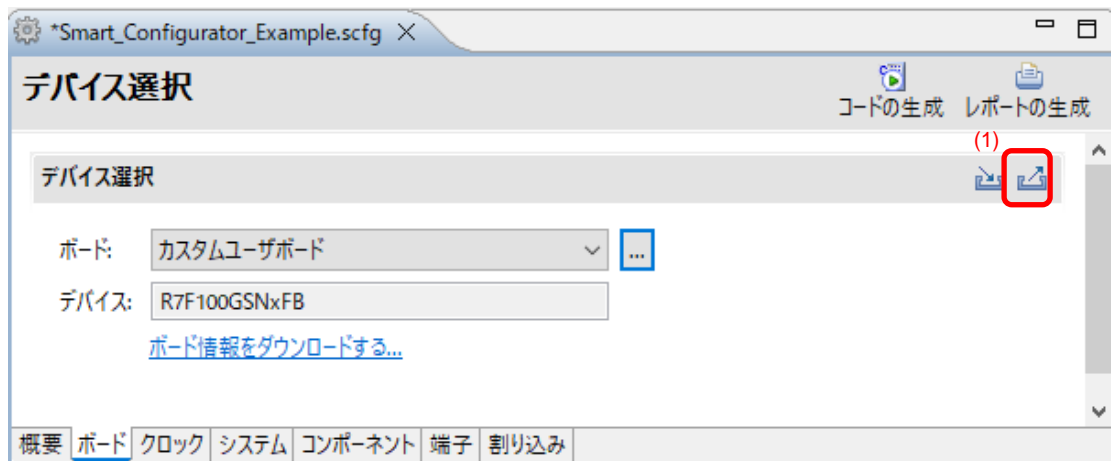 *Smart_Configurator_Example.scfg
デバイス選択
コードの生成 レポートの生成
(1)
デバイス選択
ボード: カスタムユーザボード ...
デバイス: R7F100GSNxFB
ボード情報をダウンロードする...
概要 ボード クロック システム コンポーネント 端子 割り込み